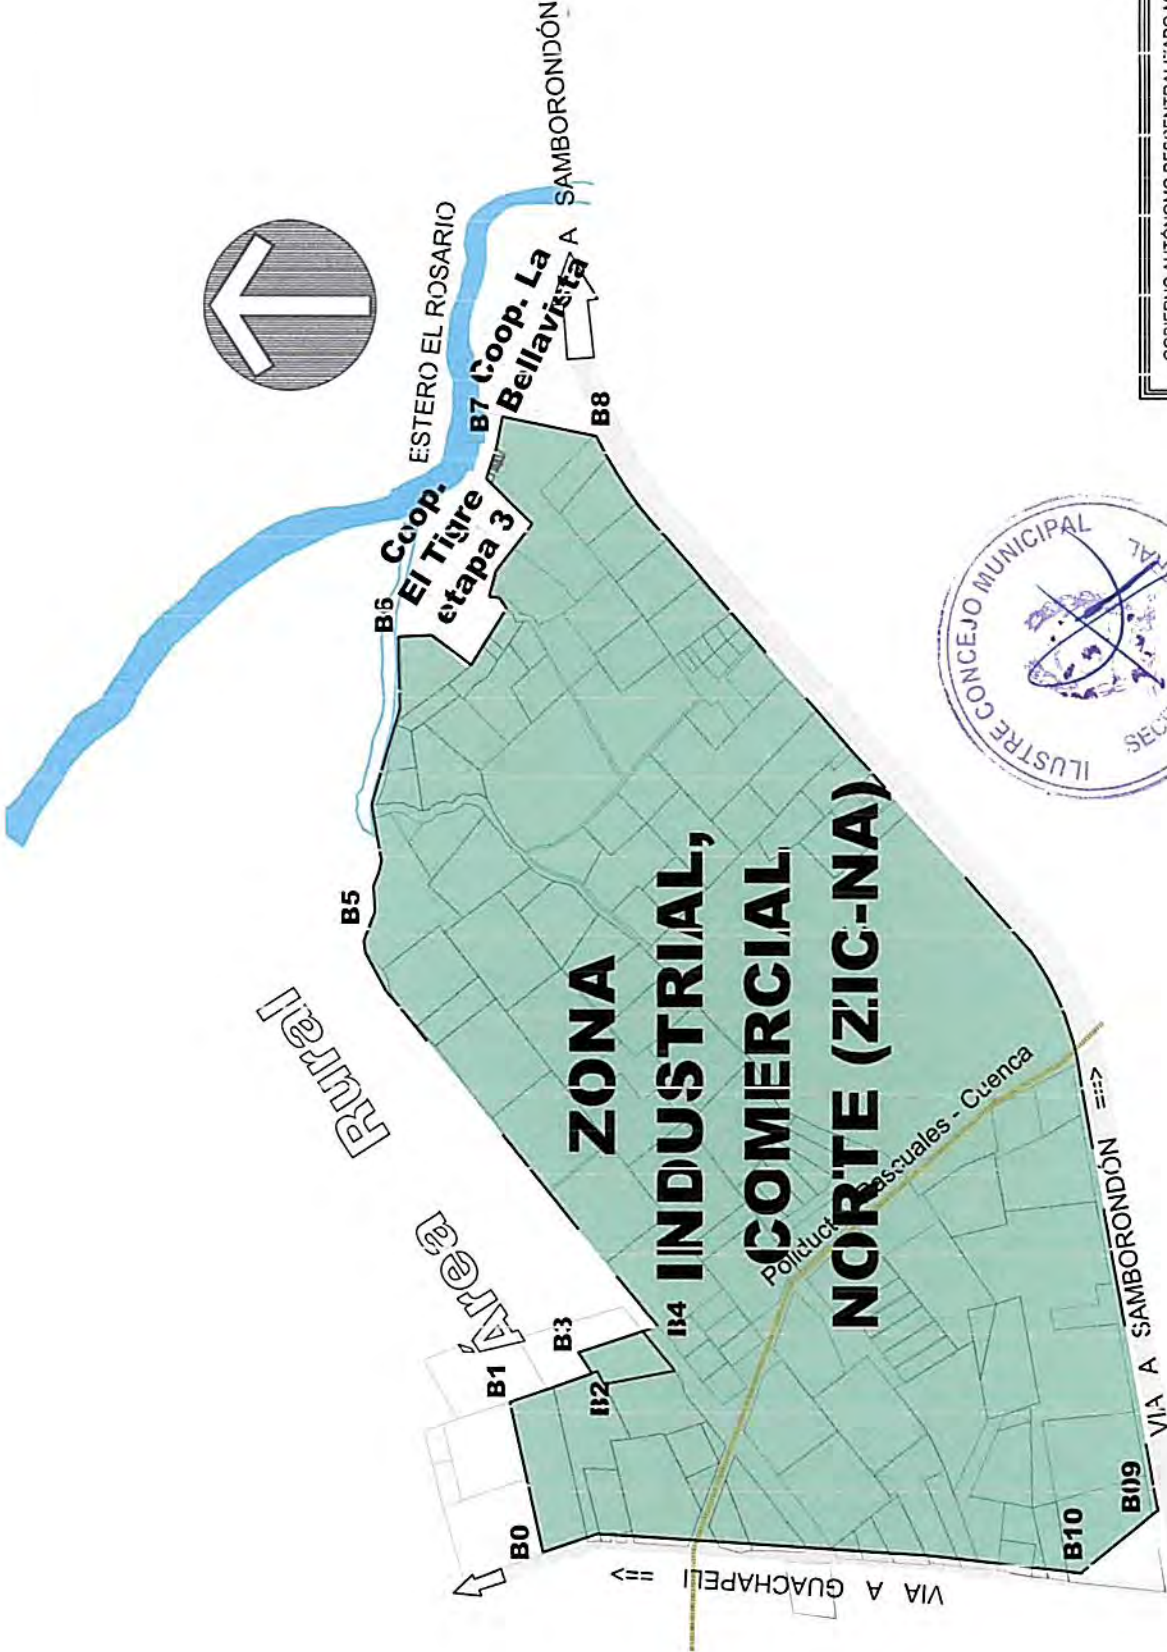 ESTERO EL ROSARIO
A SAMBORONDÓN
Coop. La
Bellavista
Coop.
El Tigre
etapa 3
B5
B6
B7
B8
Área Rural
B0
B1
B2
B3
B4
ZONA
INDUSTRIAL,
COMERCIAL
NORTE (ZIC-NA)
Poliducto Pascuales - Cuenca
B10
B09
VIA A GUACHAPELI ==>
VIA A SAMBORONDÓN ==>
ILUSTRE CONCEJO MUNICIPAL